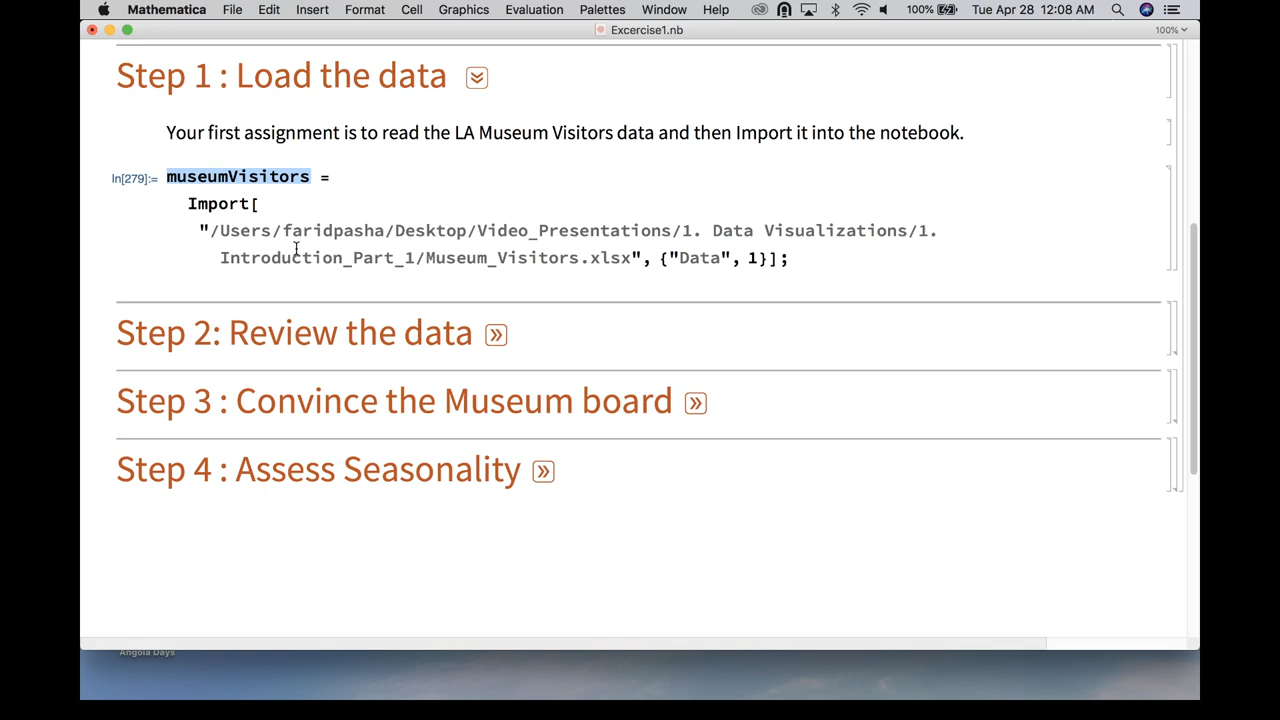 Mathematica File Edit Insert Format Cell Graphics Evaluation Palettes Window Help 100% Tue Apr 28 12:08 AM
Excercise1.nb 100%
Step 1 : Load the data
Your first assignment is to read the LA Museum Visitors data and then Import it into the notebook.
In[279]:= museumVisitors =
Import[
"/Users/faridpasha/Desktop/Video_Presentations/1. Data Visualizations/1.
Introduction_Part_1/Museum_Visitors.xlsx", {"Data", 1}];
Step 2: Review the data
Step 3 : Convince the Museum board
Step 4 : Assess Seasonality
Angola Days